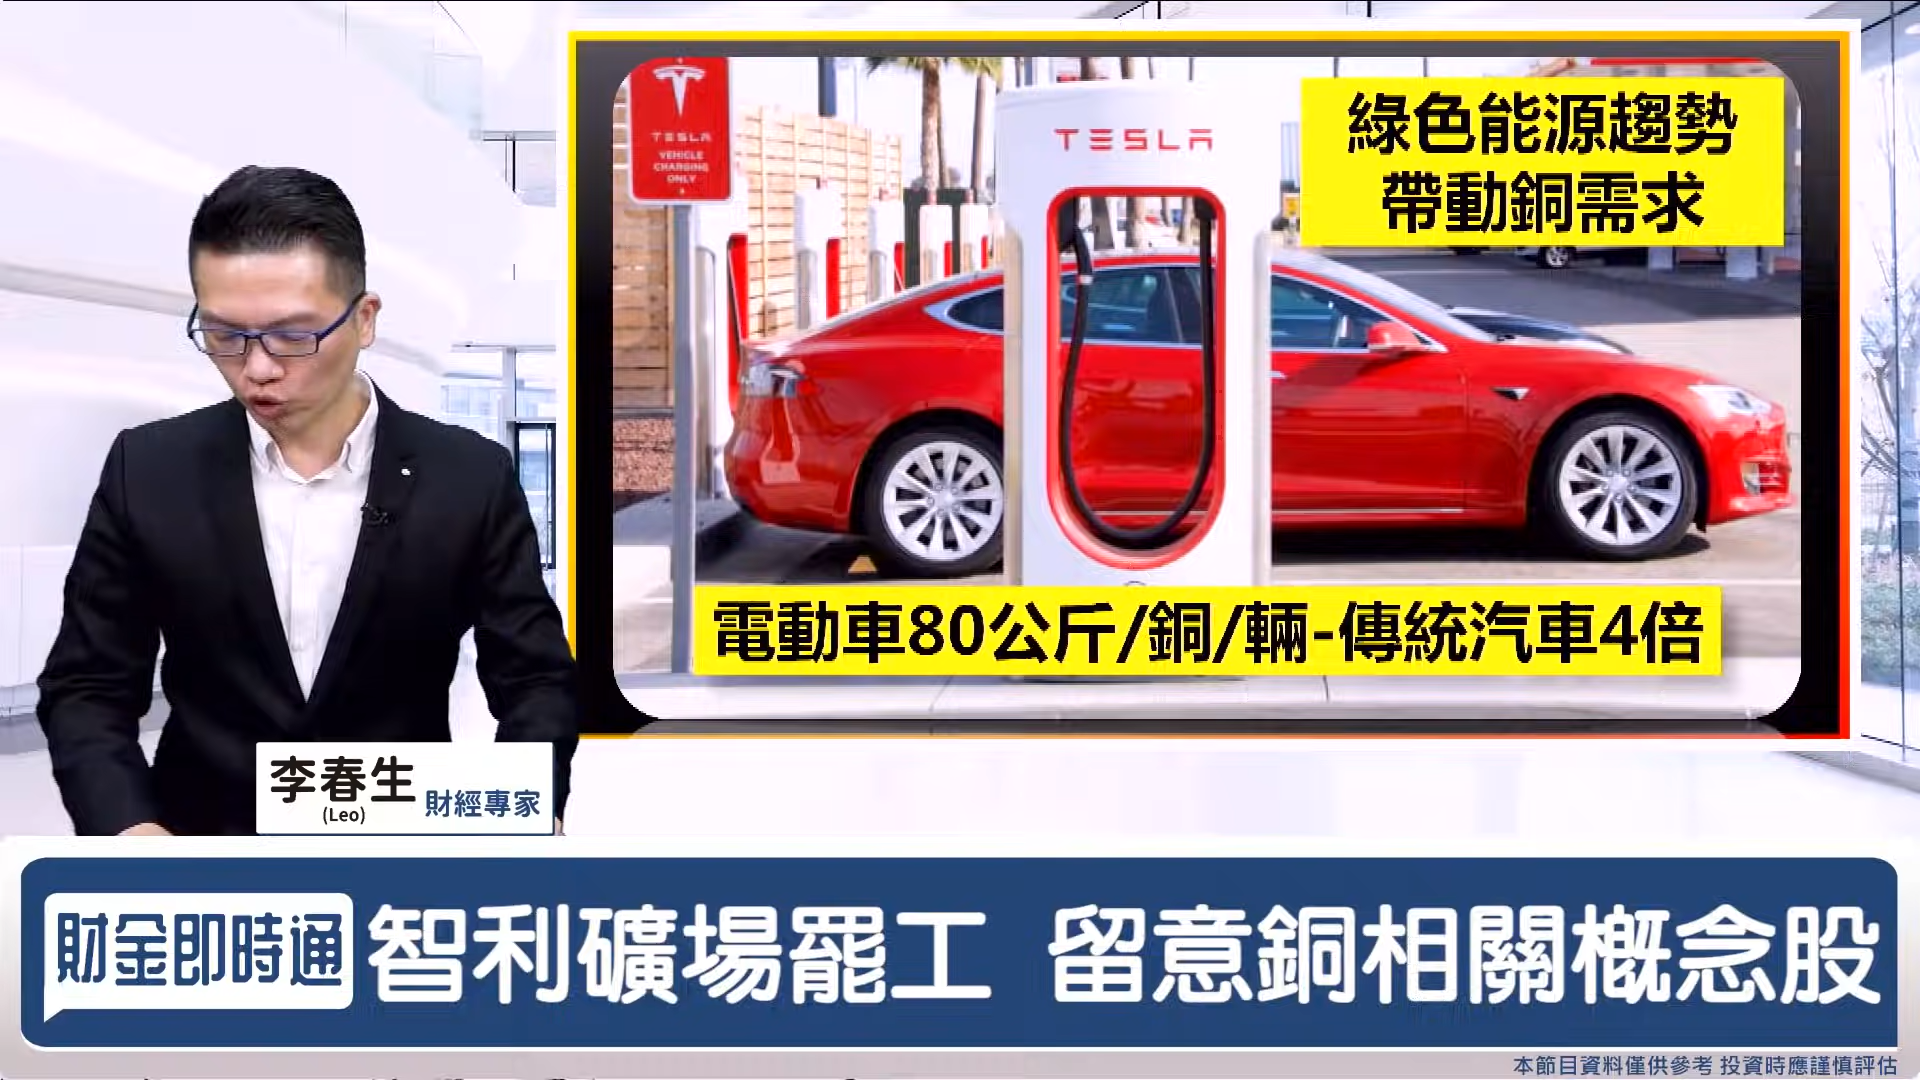 TESLA
VEHICLE
CHARGING
ONLY
TESLA
綠色能源趨勢
帶動銅需求
電動車80公斤/銅/輛-傳統汽車4倍
李春生
(Leo)
財經專家
財金即時通
智利礦場罷工 留意銅相關概念股
本節目資料僅供參考 投資時應謹慎評估